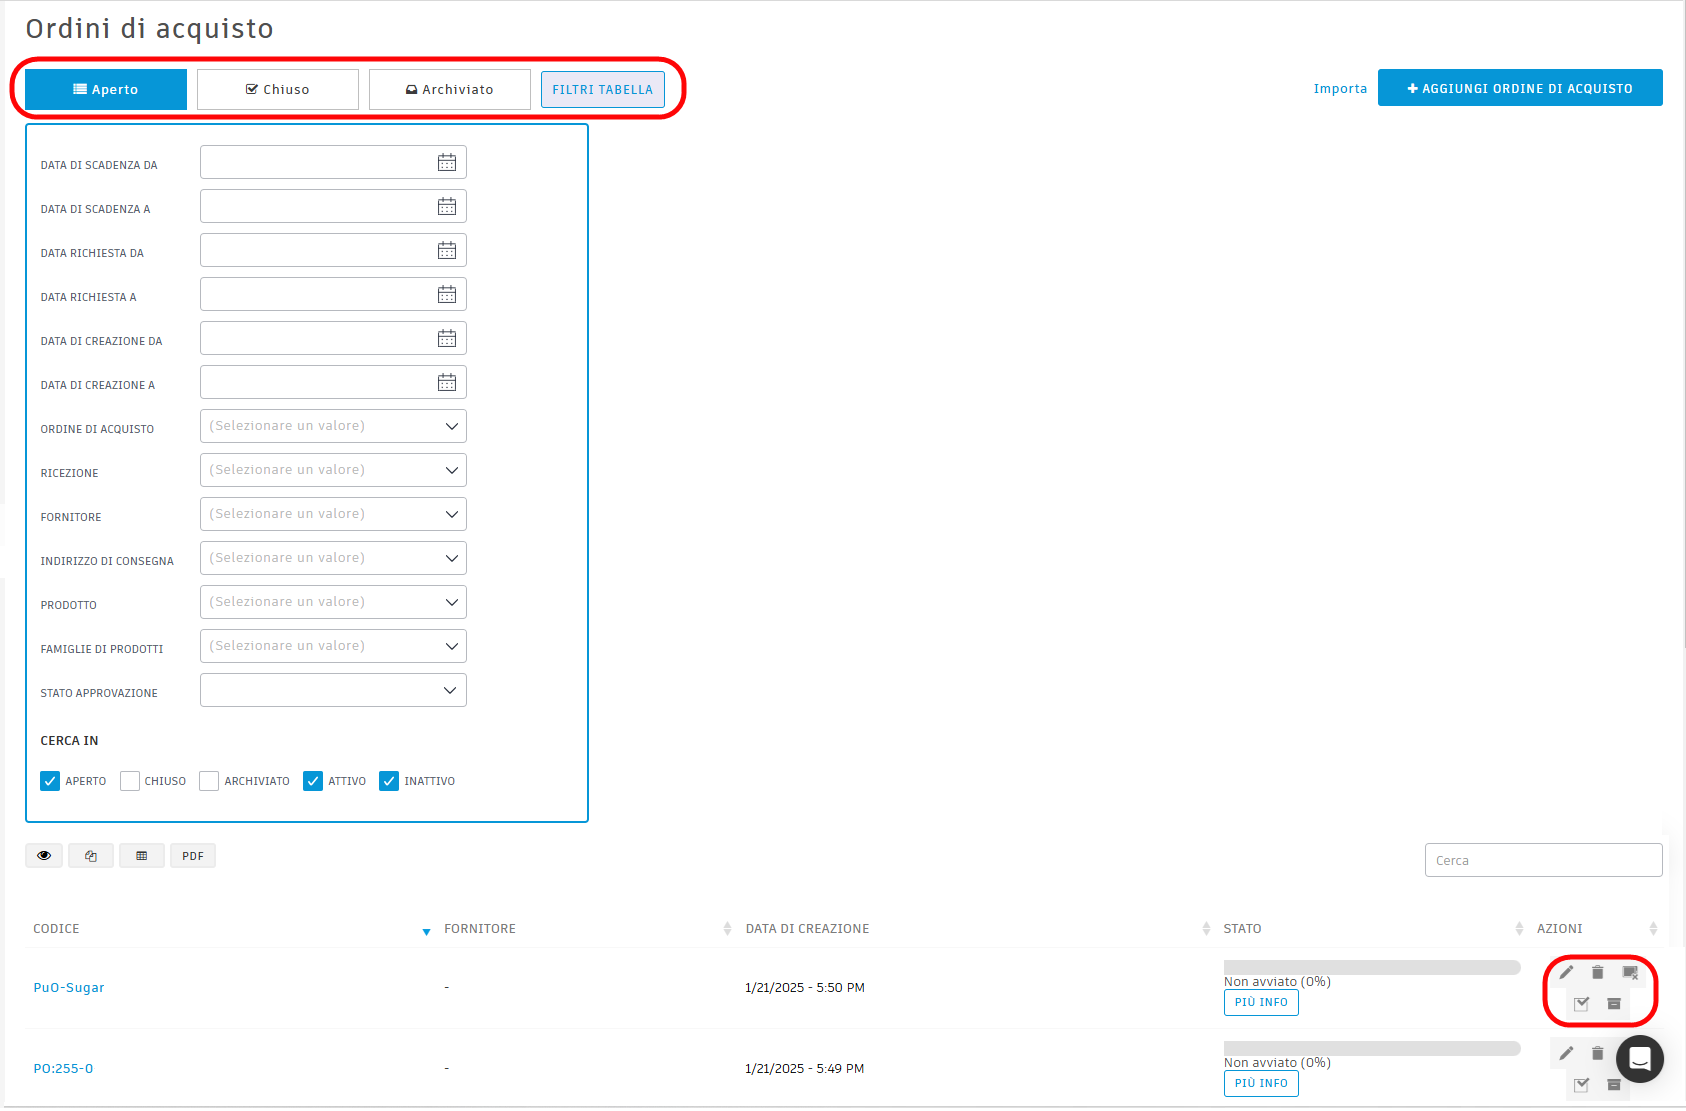 Ordini di acquisto
Aperto Chiuso Archiviato FILTRI TABELLA Importa + AGGIUNGI ORDINE DI ACQUISTO
DATA DI SCADENZA DA
DATA DI SCADENZA A
DATA RICHIESTA DA
DATA RICHIESTA A
DATA DI CREAZIONE DA
DATA DI CREAZIONE A
ORDINE DI ACQUISTO (Selezionare un valore)
RICEZIONE (Selezionare un valore)
FORNITORE (Selezionare un valore)
INDIRIZZO DI CONSEGNA (Selezionare un valore)
PRODOTTO (Selezionare un valore)
FAMIGLIE DI PRODOTTI (Selezionare un valore)
STATO APPROVAZIONE
CERCA IN
APERTO CHIUSO ARCHIVIATO ATTIVO INATTIVO
PDF Cerca
CODICE FORNITORE DATA DI CREAZIONE STATO AZIONI
PuO-Sugar - 1/21/2025 - 5:50 PM Non avviato (0%)
PIÙ INFO
PO:255-0 - 1/21/2025 - 5:49 PM Non avviato (0%)
PIÙ INFO